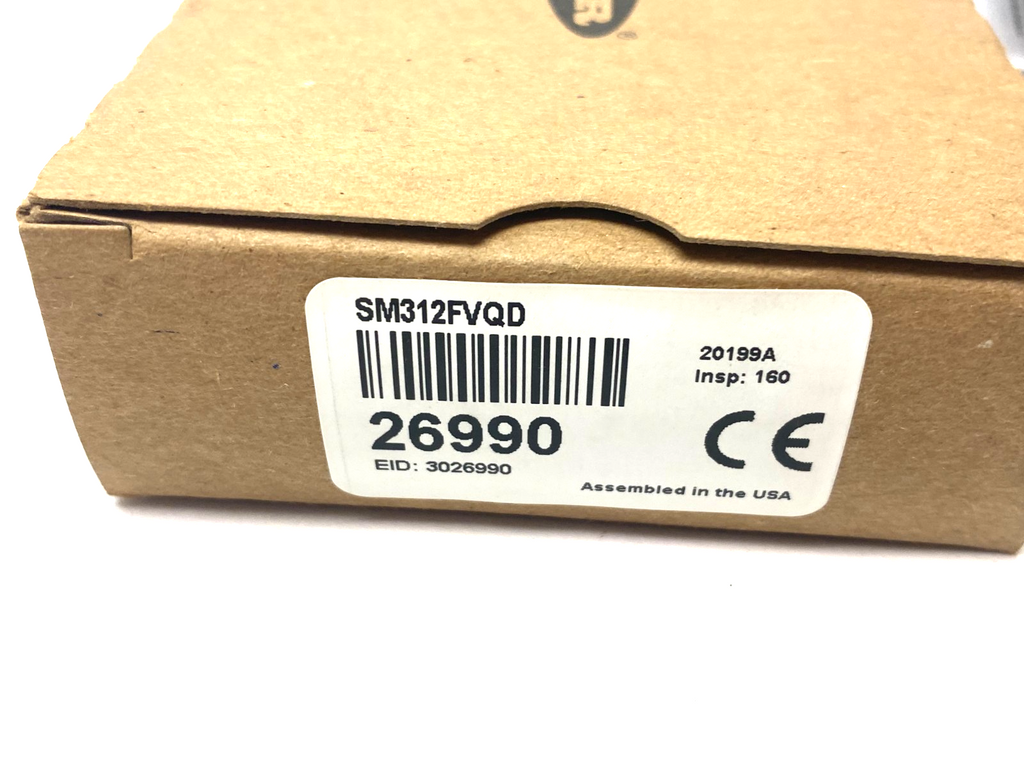 SM312FVQD
20199A
Insp: 160
26990
EID: 3026990
CE
Assembled in the USA